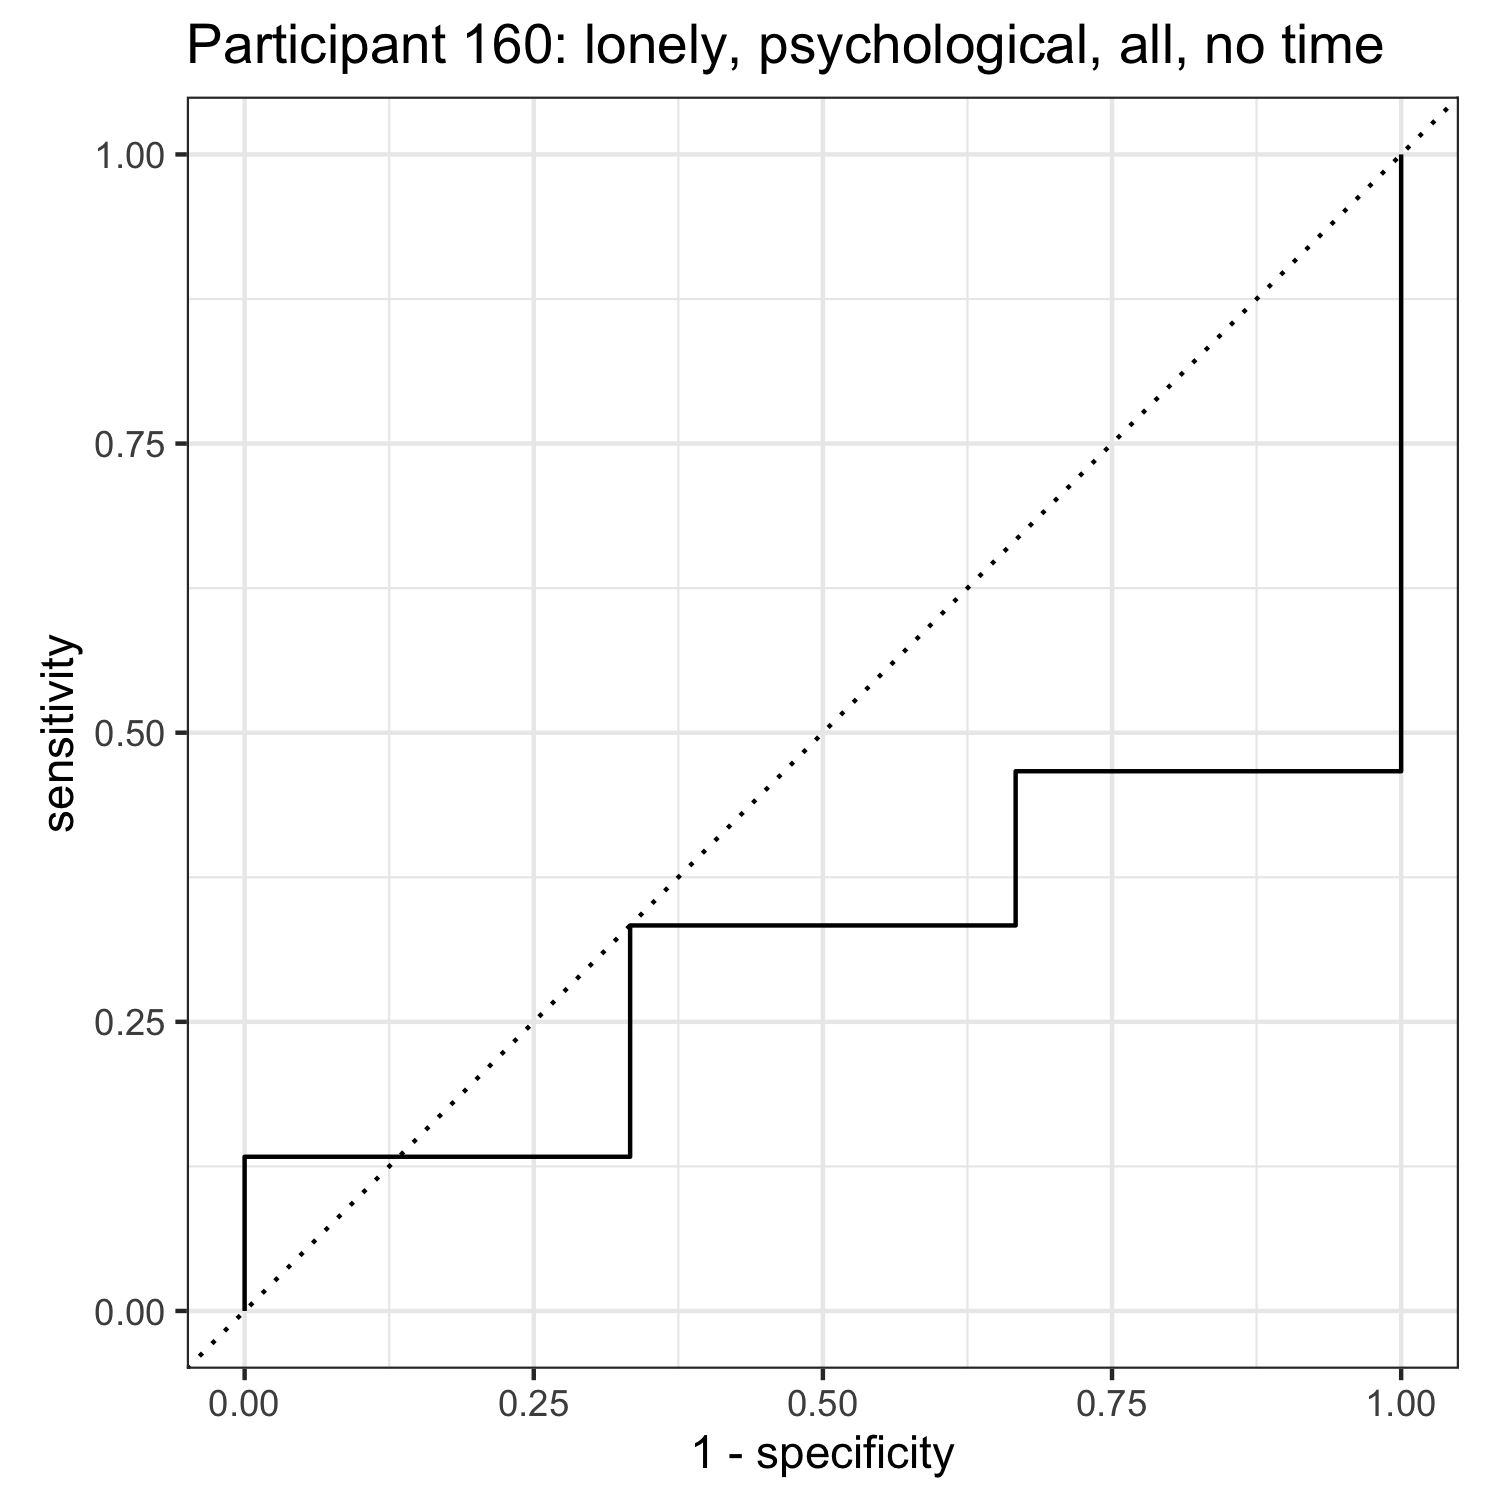 Participant 160: lonely, psychological, all, no time
1.00
0.75
0.50
0.25
0.00
sensitivity
0.00 0.25 0.50 0.75 1.00
1 - specificity